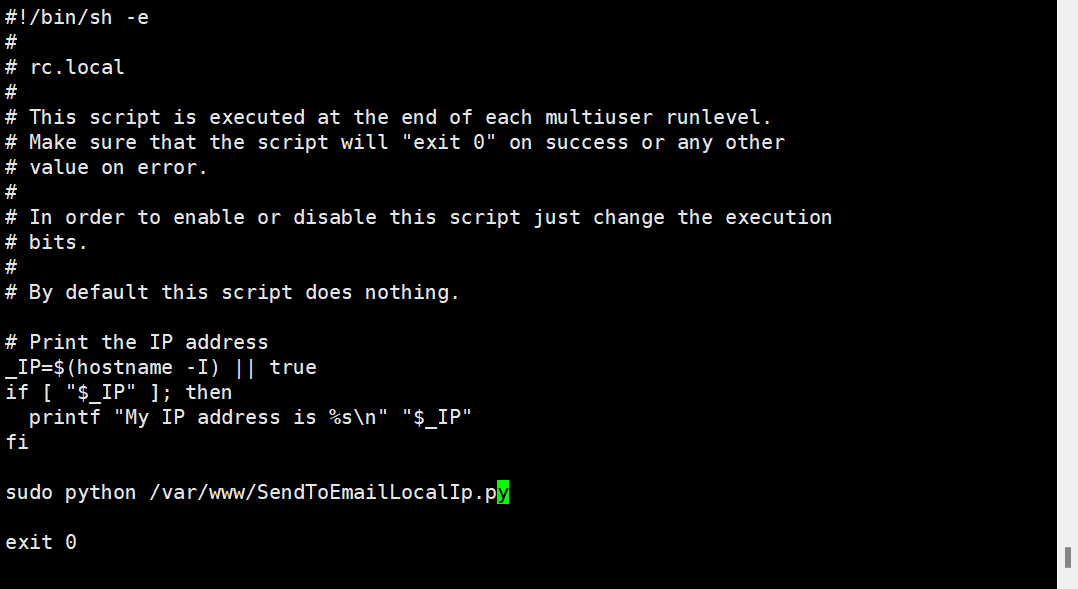 #!/bin/sh -e
#
# rc.local
#
# This script is executed at the end of each multiuser runlevel.
# Make sure that the script will "exit 0" on success or any other
# value on error.
#
# In order to enable or disable this script just change the execution
# bits.
#
# By default this script does nothing.

# Print the IP address
_IP=$(hostname -I) || true
if [ "$_IP" ]; then
  printf "My IP address is %s\n" "$_IP"
fi

sudo python /var/www/SendToEmailLocalIp.py

exit 0